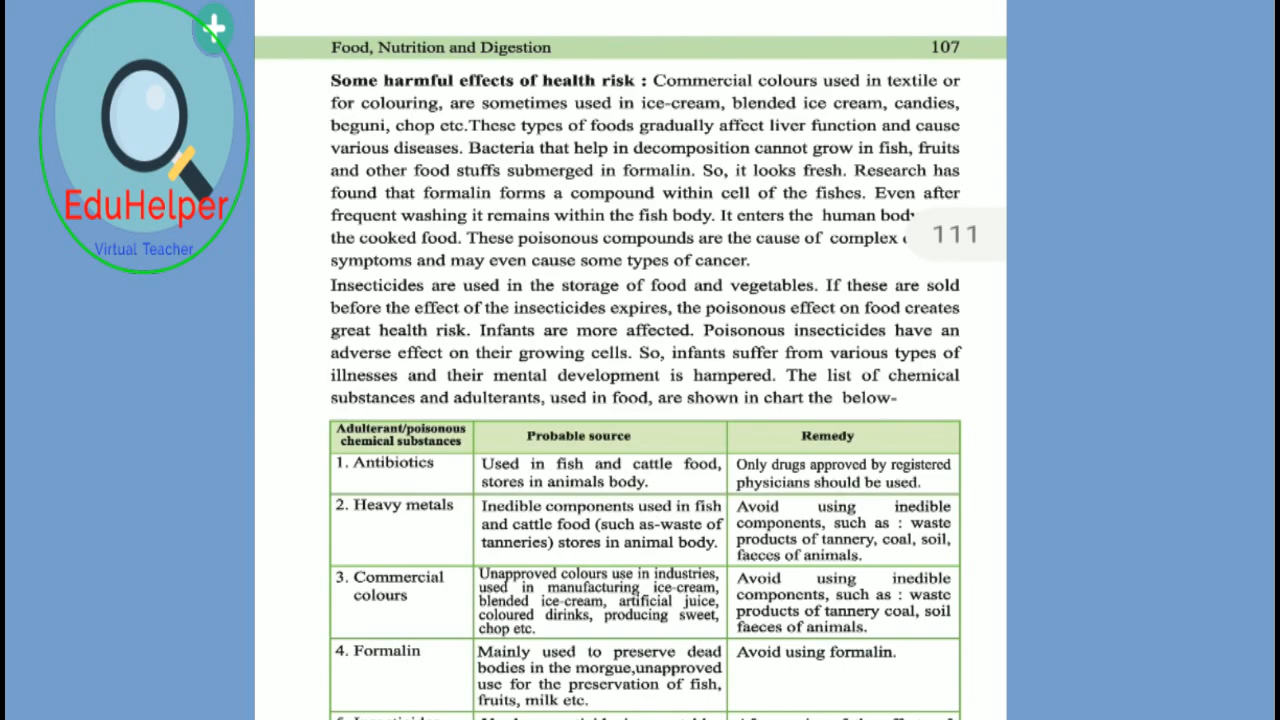 EduHelper
Virtual Teacher
Food, Nutrition and Digestion 107
Some harmful effects of health risk : Commercial colours used in textile or
for colouring, are sometimes used in ice-cream, blended ice cream, candies,
beguni, chop etc.These types of foods gradually affect liver function and cause
various diseases. Bacteria that help in decomposition cannot grow in fish, fruits
and other food stuffs submerged in formalin. So, it looks fresh. Research has
found that formalin forms a compound within cell of the fishes. Even after
frequent washing it remains within the fish body. It enters the human body
the cooked food. These poisonous compounds are the cause of complex
111
symptoms and may even cause some types of cancer.
Insecticides are used in the storage of food and vegetables. If these are sold
before the effect of the insecticides expires, the poisonous effect on food creates
great health risk. Infants are more affected. Poisonous insecticides have an
adverse effect on their growing cells. So, infants suffer from various types of
illnesses and their mental development is hampered. The list of chemical
substances and adulterants, used in food, are shown in chart the below-
Adulterant/poisonous
chemical substances
Probable source
Remedy
1. Antibiotics
Used in fish and cattle food,
stores in animals body.
Only drugs approved by registered
physicians should be used.
2. Heavy metals
Inedible components used in fish
and cattle food (such as-waste of
tanneries) stores in animal body.
Avoid using inedible
components, such as : waste
products of tannery, coal, soil,
faeces of animals.
3. Commercial
colours
Unapproved colours use in industries,
used in manufacturing ice-cream,
blended ice-cream, artificial juice,
coloured dirinks, producing sweet,
chop etc.
Avoid using inedible
components, such as : waste
products of tannery coal, soil
faeces of animals.
4. Formalin
Mainly used to preserve dead
bodies in the morgue,unapproved
use for the preservation of fish,
fruits, milk etc.
Avoid using formalin.